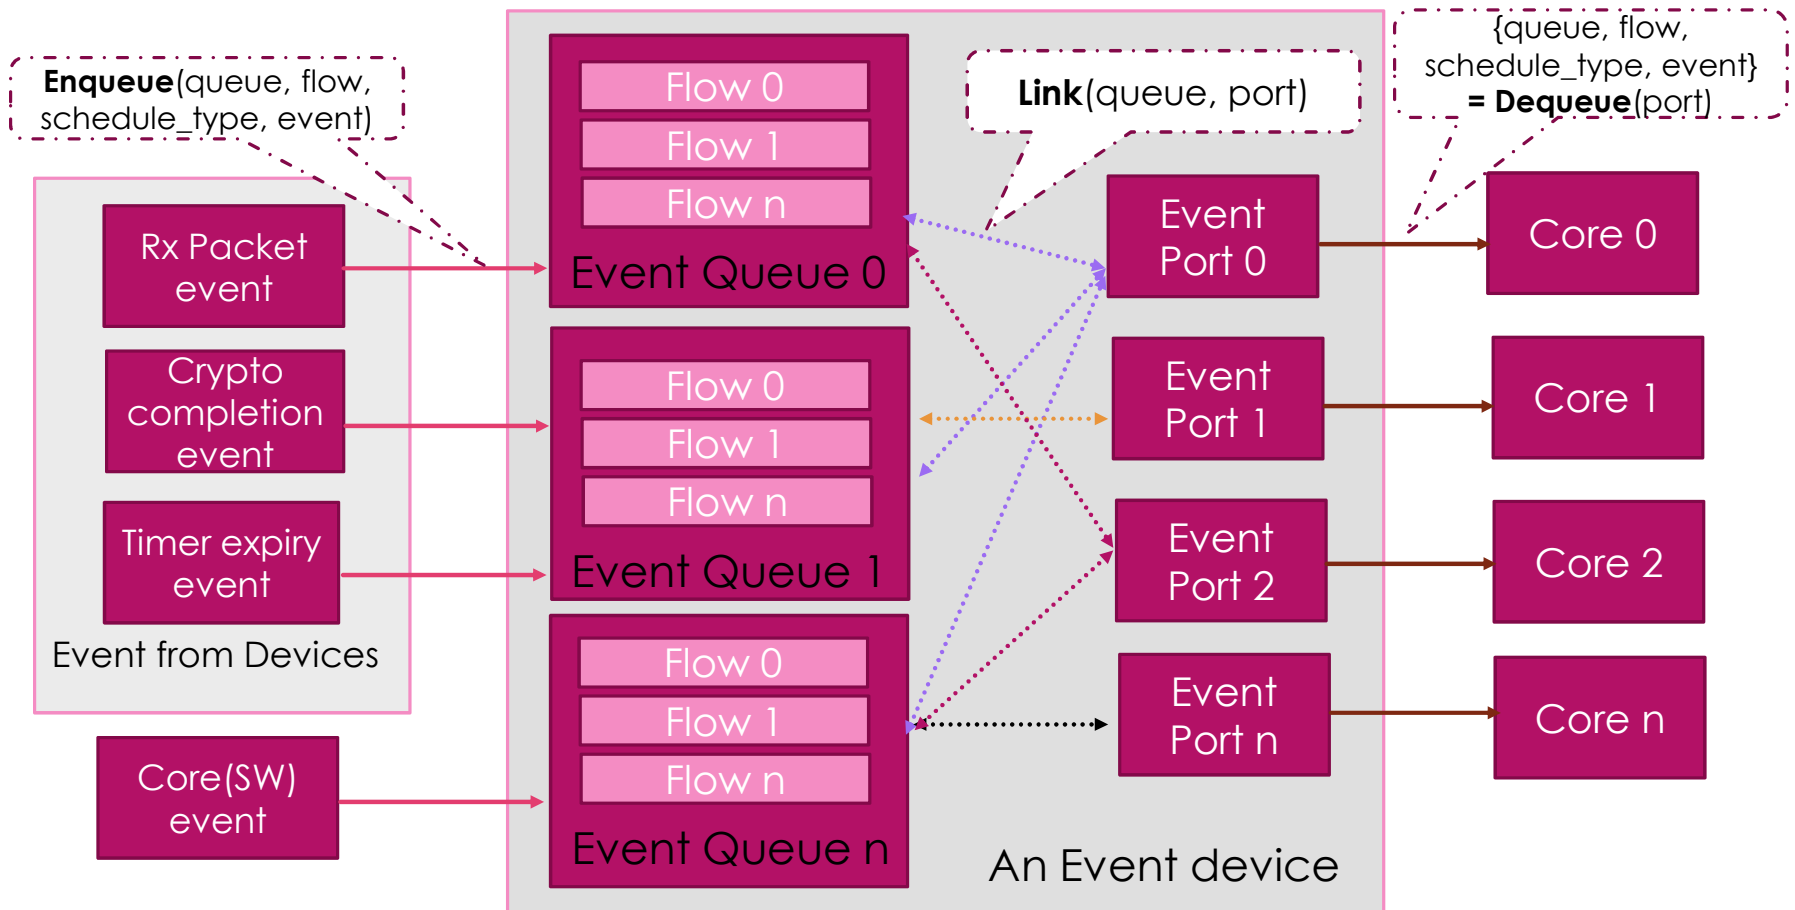 Enqueue(queue, flow,
schedule_type, event)
Rx Packet
event
Crypto
completion
event
Timer expiry
event
Event from Devices
Core(SW)
event
Flow 0
Flow 1
Flow n
Event Queue 0
Flow 0
Flow 1
Flow n
Event Queue 1
Flow 0
Flow 1
Flow n
Event Queue n
Link(queue, port)
Event
Port 0
Event
Port 1
Event
Port 2
Event
Port n
An Event device
{queue, flow,
schedule_type, event}
= Dequeue(port)
Core 0
Core 1
Core 2
Core n